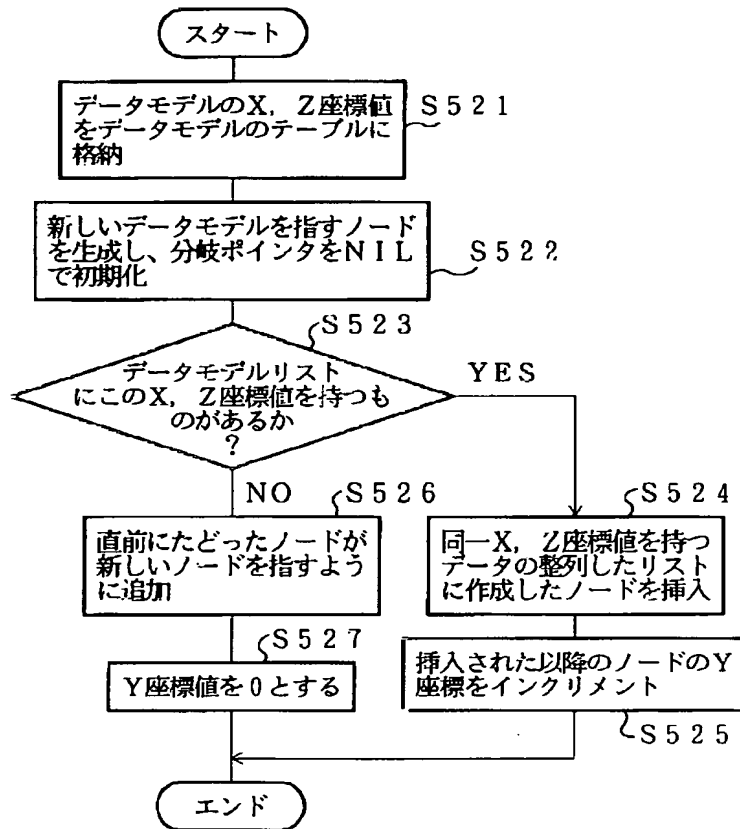 スタート
データモデルのX, Z座標値
をデータモデルのテーブルに
格納
S521
新しいデータモデルを指すノード
を生成し、分岐ポインタをNIL
で初期化
S522
S523
データモデルリスト
にこのX, Z座標値を持つも
のがあるか
?
YES
NO
S526
直前にたどったノードが
新しいノードを指すよう
に追加
S527
Y座標値を0とする
S524
同一X, Z座標値を持つ
データの整列したリスト
に作成したノードを挿入
挿入された以降のノードのY
座標をインクリメント
S525
エンド